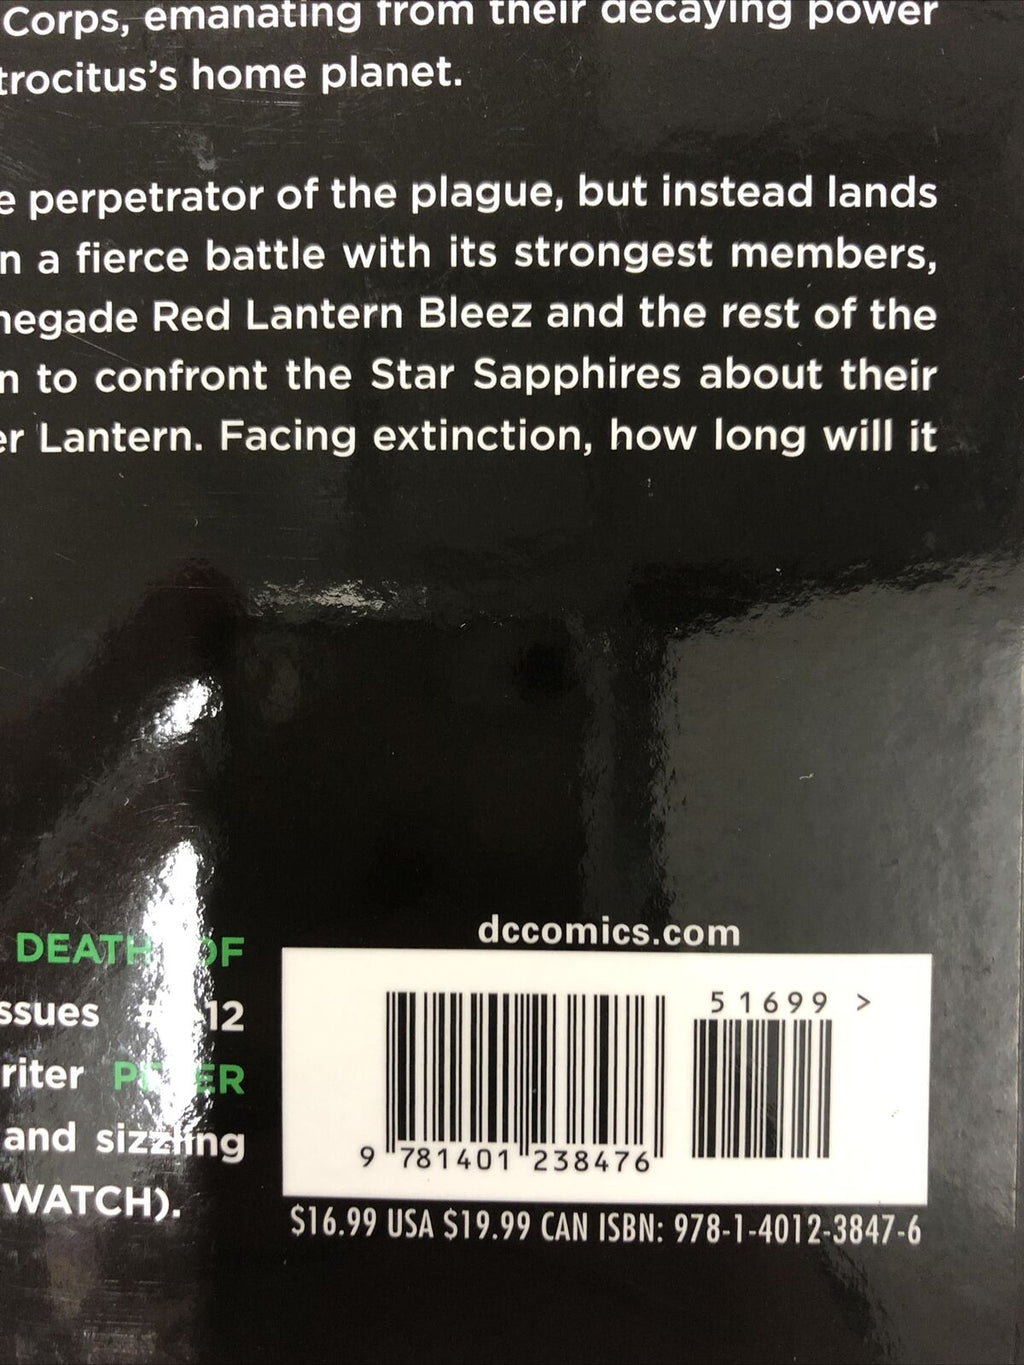 Corps, emanating from their decaying power
trocitus's home planet.
e perpetrator of the plague, but instead lands
n a fierce battle with its strongest members,
negade Red Lantern Bleez and the rest of the
n to confront the Star Sapphires about their
er Lantern. Facing extinction, how long will it
DEATH OF
ssues 12
riter PETER
and sizzling
WATCH).
dccomics.com
51699 >
9 781401 238476
$16.99 USA $19.99 CAN ISBN: 978-1-4012-3847-6